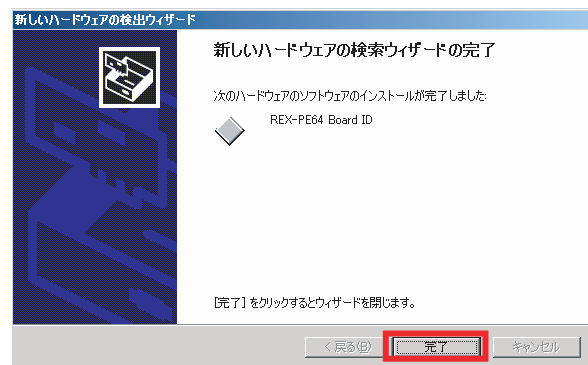 新しいハードウェアの検出ウィザード
新しいハードウェアの検索ウィザードの完了
次のハードウェアのソフトウェアのインストールが完了しました:
REX-PE64 Board ID
[完了] をクリックするとウィザードを閉じます。
< 戻る(B)
完了
キャンセル